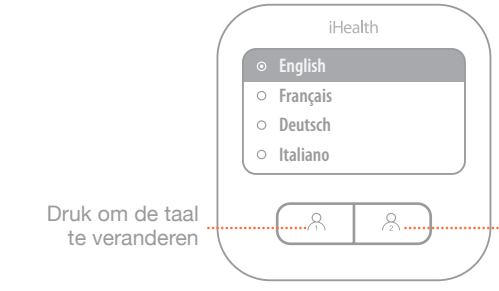 iHealth
English
Français
Deutsch
Italiano
Druk om de taal
te veranderen
1
2